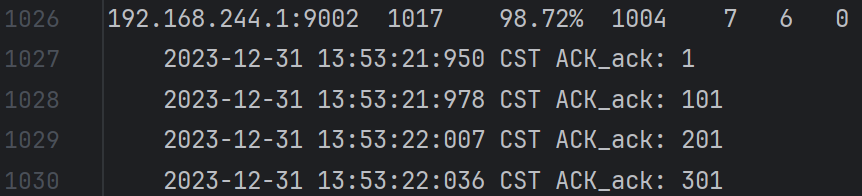 1026 192.168.244.1:9002 1017 98.72% 1004 7 6 0
1027 2023-12-31 13:53:21:950 CST ACK_ack: 1
1028 2023-12-31 13:53:21:978 CST ACK_ack: 101
1029 2023-12-31 13:53:22:007 CST ACK_ack: 201
1030 2023-12-31 13:53:22:036 CST ACK_ack: 301